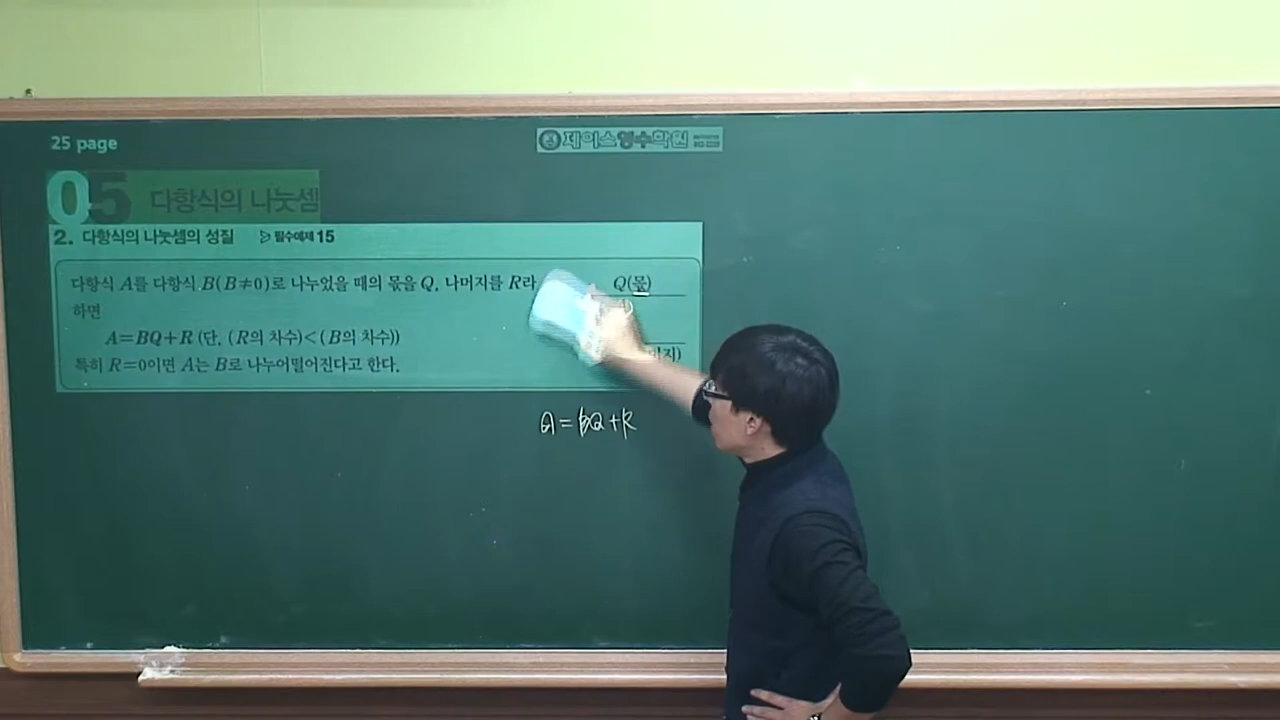 25 page
제이스영수학원
05 다항식의 나눗셈
2. 다항식의 나눗셈의 성질 ▷ 필수예제 15
다항식 A를 다항식 B(B≠0)로 나누었을 때의 몫을 Q, 나머지를 R라
하면
A=BQ+R (단, (R의 차수)<(B의 차수))
특히 R=0이면 A는 B로 나누어떨어진다고 한다.
Q(몫)
머지)
A=BQ+R